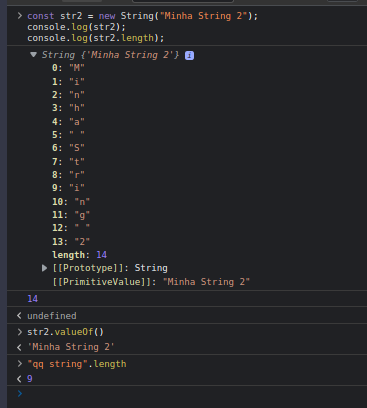 const str2 = new String("Minha String 2");
console.log(str2);
console.log(str2.length);
String {'Minha String 2'} i
0: "M"
1: "i"
2: "n"
3: "h"
4: "a"
5: " "
6: "S"
7: "t"
8: "r"
9: "i"
10: "n"
11: "g"
12: " "
13: "2"
length: 14
[[Prototype]]: String
[[PrimitiveValue]]: "Minha String 2"
14
undefined
str2.valueOf()
'Minha String 2'
"qq string".length
9